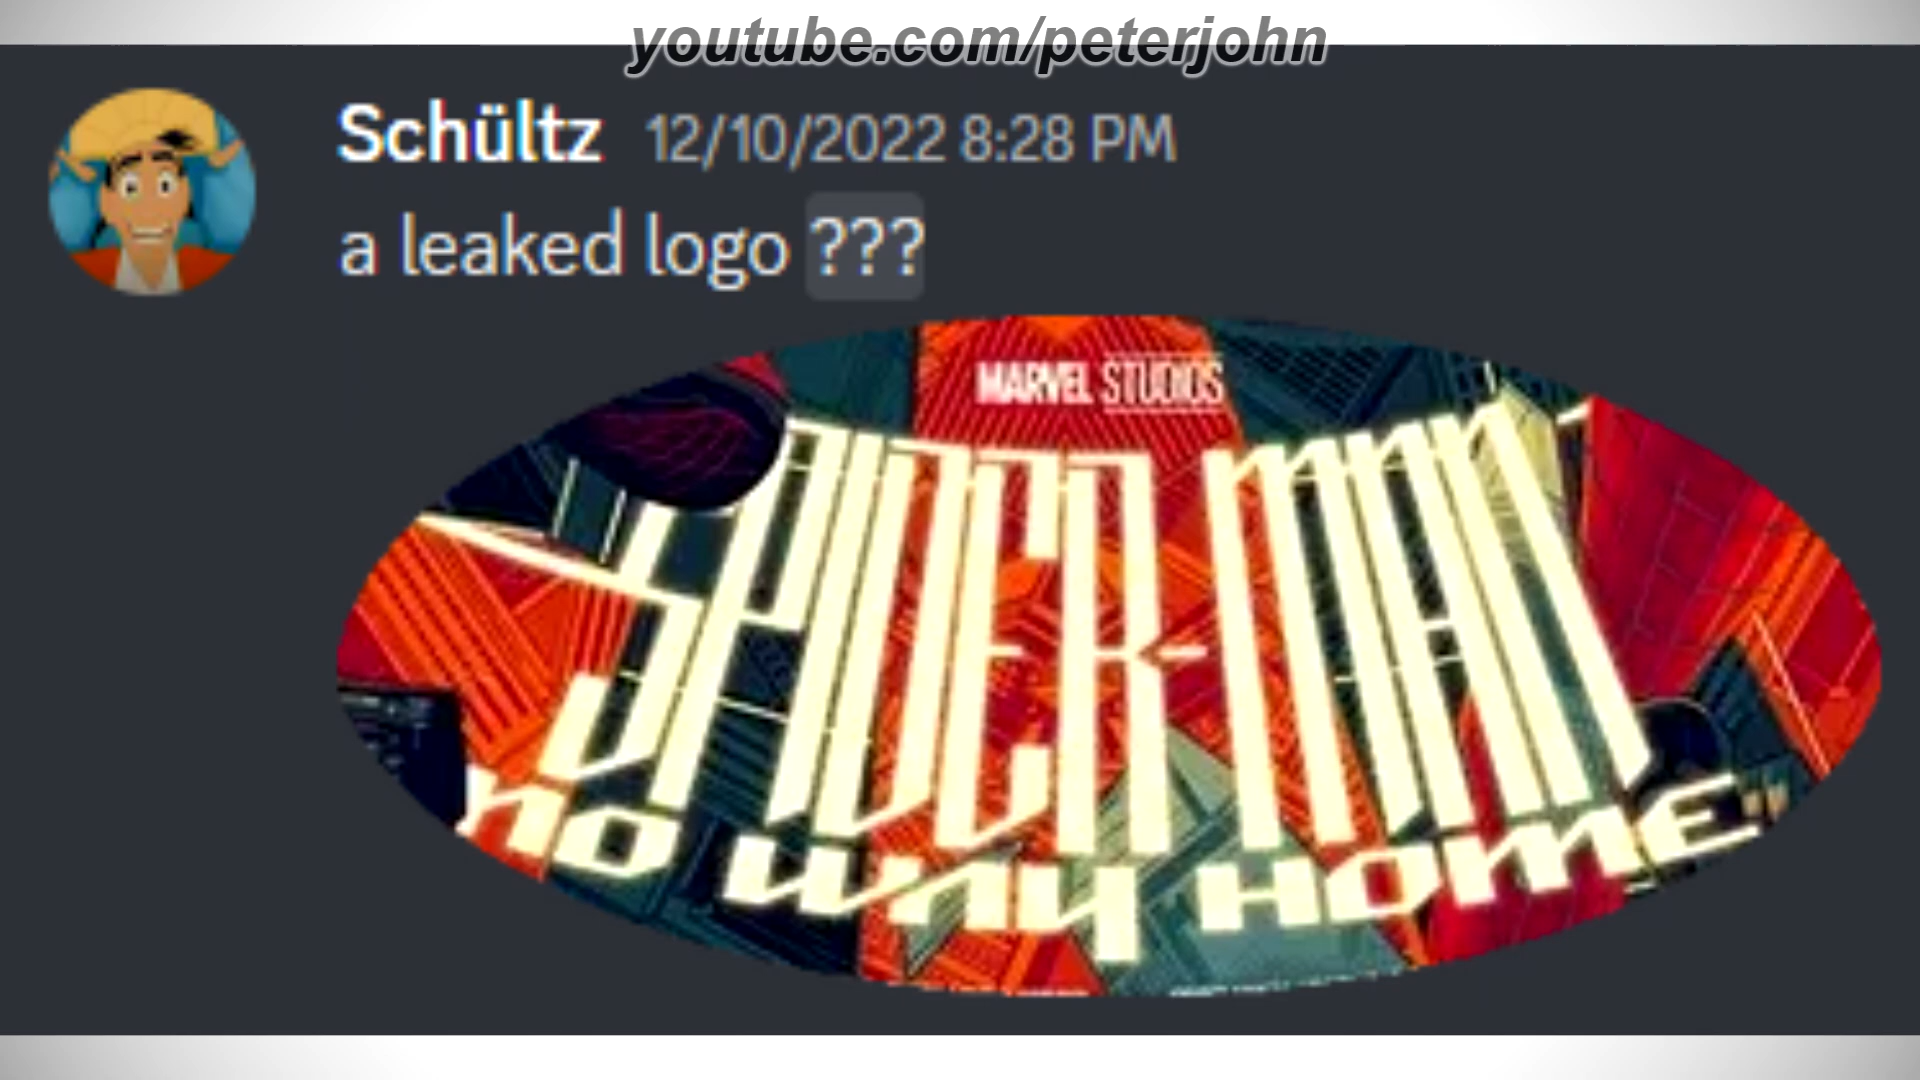 youtube.com/peterjohn
Schültz 12/10/2022 8:28 PM
a leaked logo ???
MARVEL STUDIOS
SPIDER-MAN
NO WAY HOME"